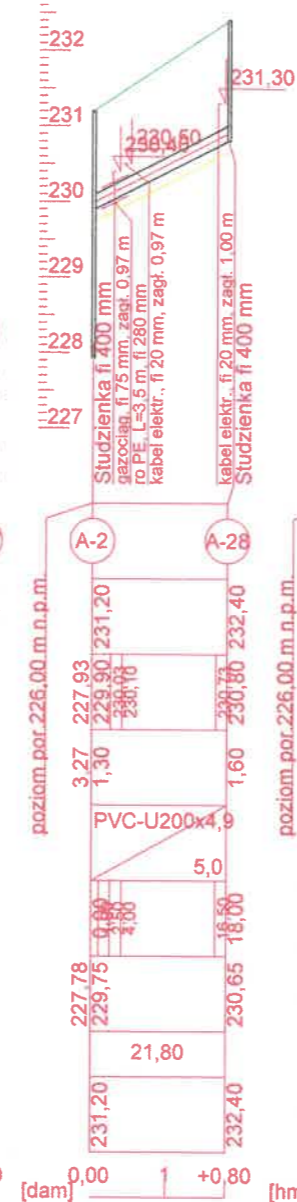 232
231
230
229
228
227
231,30
230,50
230,40
Studzienka fi 400 mm
gazociąg, fi 75 mm, zagł. 0,97 m
ro PE, L=3,5 m, fi 280 mm
kabel elektr., fi 20 mm, zagł. 0,97 m
kabel elektr., fi 20 mm, zagł. 1,00 m
Studzienka fi 400 mm
A-2
A-28
poziom por.226,00 m n.p.m.
poziom por.226,00 m n.p.m.
231,20
232,40
227,93
229,90
230,10
230,73
230,80
3,27
1,30
1,60
PVC-U200x4,9
5,0
0,00
4,00
16,50
18,00
227,78
229,75
230,65
21,80
231,20
232,40
[dam]
0,00
1
+0,80
[hm